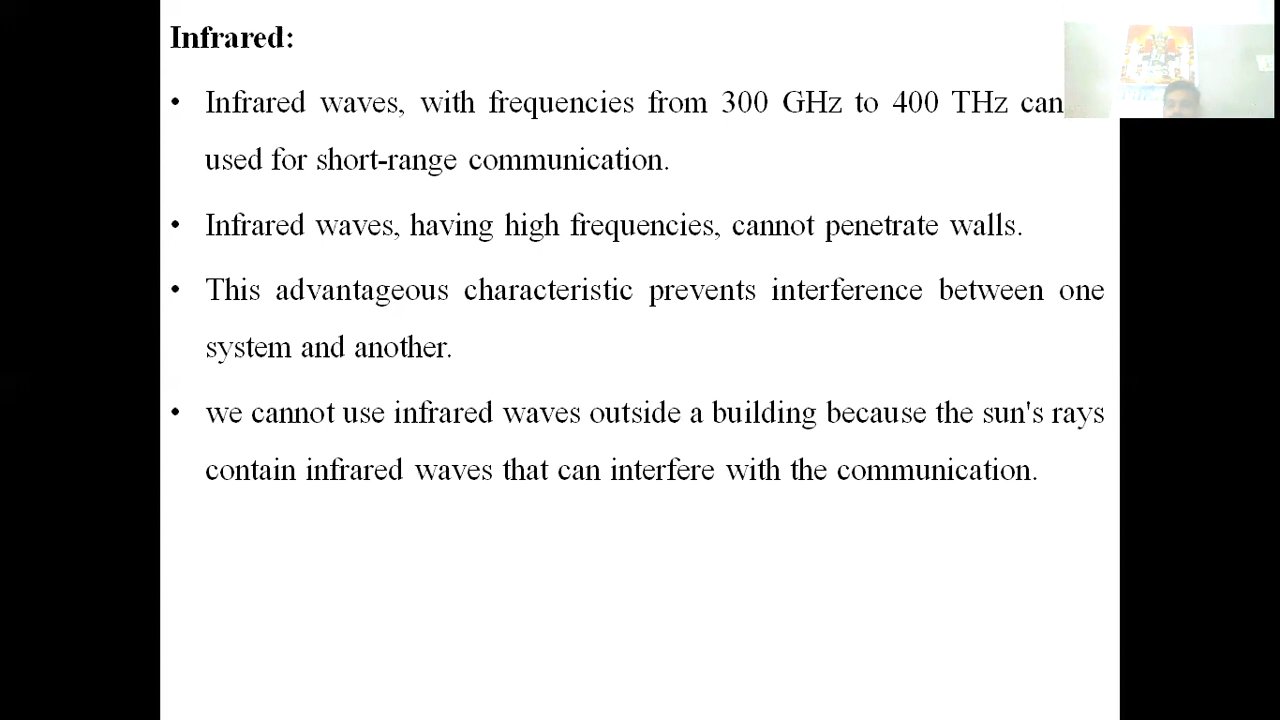 Infrared:
• Infrared waves, with frequencies from 300 GHz to 400 THz can
used for short-range communication.
• Infrared waves, having high frequencies, cannot penetrate walls.
• This advantageous characteristic prevents interference between one
system and another.
• we cannot use infrared waves outside a building because the sun's rays
contain infrared waves that can interfere with the communication.